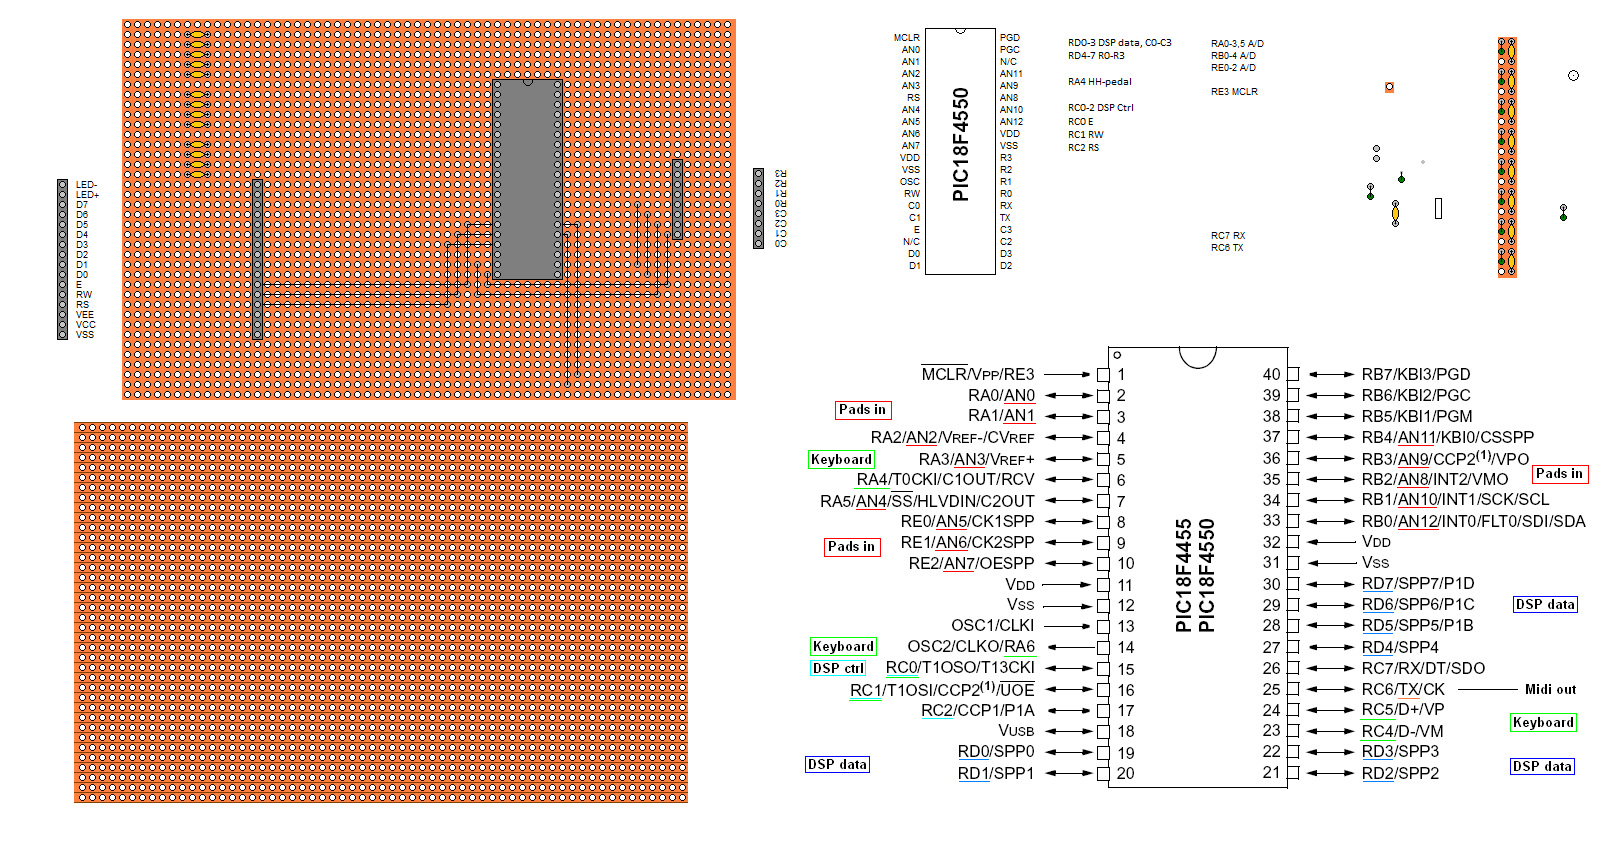 LED-
LED+
D7
D6
D5
D4
D3
D2
D1
D0
E
RW
RS
VEE
VCC
VSS
R3
R2
R1
R0
C3
C2
C1
C0
MCLR
AN0
AN1
AN2
AN3
RS
AN4
AN5
AN6
AN7
VDD
VSS
OSC
RW
C0
C1
E
N/C
D0
D1
PIC18F4550
PGD
PGC
N/C
AN11
AN9
AN8
AN10
AN12
VDD
VSS
R3
R2
R1
R0
RX
TX
C3
C2
D3
D2
RD0-3 DSP data, C0-C3
RD4-7 R0-R3
RA4 HH-pedal
RC0-2 DSP Ctrl
RC0 E
RC1 RW
RC2 RS
RA0-3,5 A/D
RB0-4 A/D
RE0-2 A/D
RE3 MCLR
RC7 RX
RC6 TX
MCLR/VPP/RE3
RA0/AN0
RA1/AN1
RA2/AN2/VREF-/CVREF
RA3/AN3/VREF+
RA4/T0CKI/C1OUT/RCV
RA5/AN4/SS/HLVDIN/C2OUT
RE0/AN5/CK1SPP
RE1/AN6/CK2SPP
RE2/AN7/OESPP
VDD
VSS
OSC1/CLKI
OSC2/CLKO/RA6
RC0/T1OSO/T13CKI
RC1/T1OSI/CCP2(1)/UOE
RC2/CCP1/P1A
VUSB
RD0/SPP0
RD1/SPP1
Pads in
Keyboard
Pads in
Keyboard
DSP ctrl
DSP data
1
2
3
4
5
6
7
8
9
10
11
12
13
14
15
16
17
18
19
20
PIC18F4455
PIC18F4550
40
39
38
37
36
35
34
33
32
31
30
29
28
27
26
25
24
23
22
21
RB7/KBI3/PGD
RB6/KBI2/PGC
RB5/KBI1/PGM
RB4/AN11/KBI0/CSSPP
RB3/AN9/CCP2(1)/VPO
RB2/AN8/INT2/VMO
RB1/AN10/INT1/SCK/SCL
RB0/AN12/INT0/FLT0/SDI/SDA
VDD
VSS
RD7/SPP7/P1D
RD6/SPP6/P1C
RD5/SPP5/P1B
RD4/SPP4
RC7/RX/DT/SDO
RC6/TX/CK
RC5/D+/VP
RC4/D-/VM
RD3/SPP3
RD2/SPP2
Pads in
DSP data
Midi out
Keyboard
DSP data